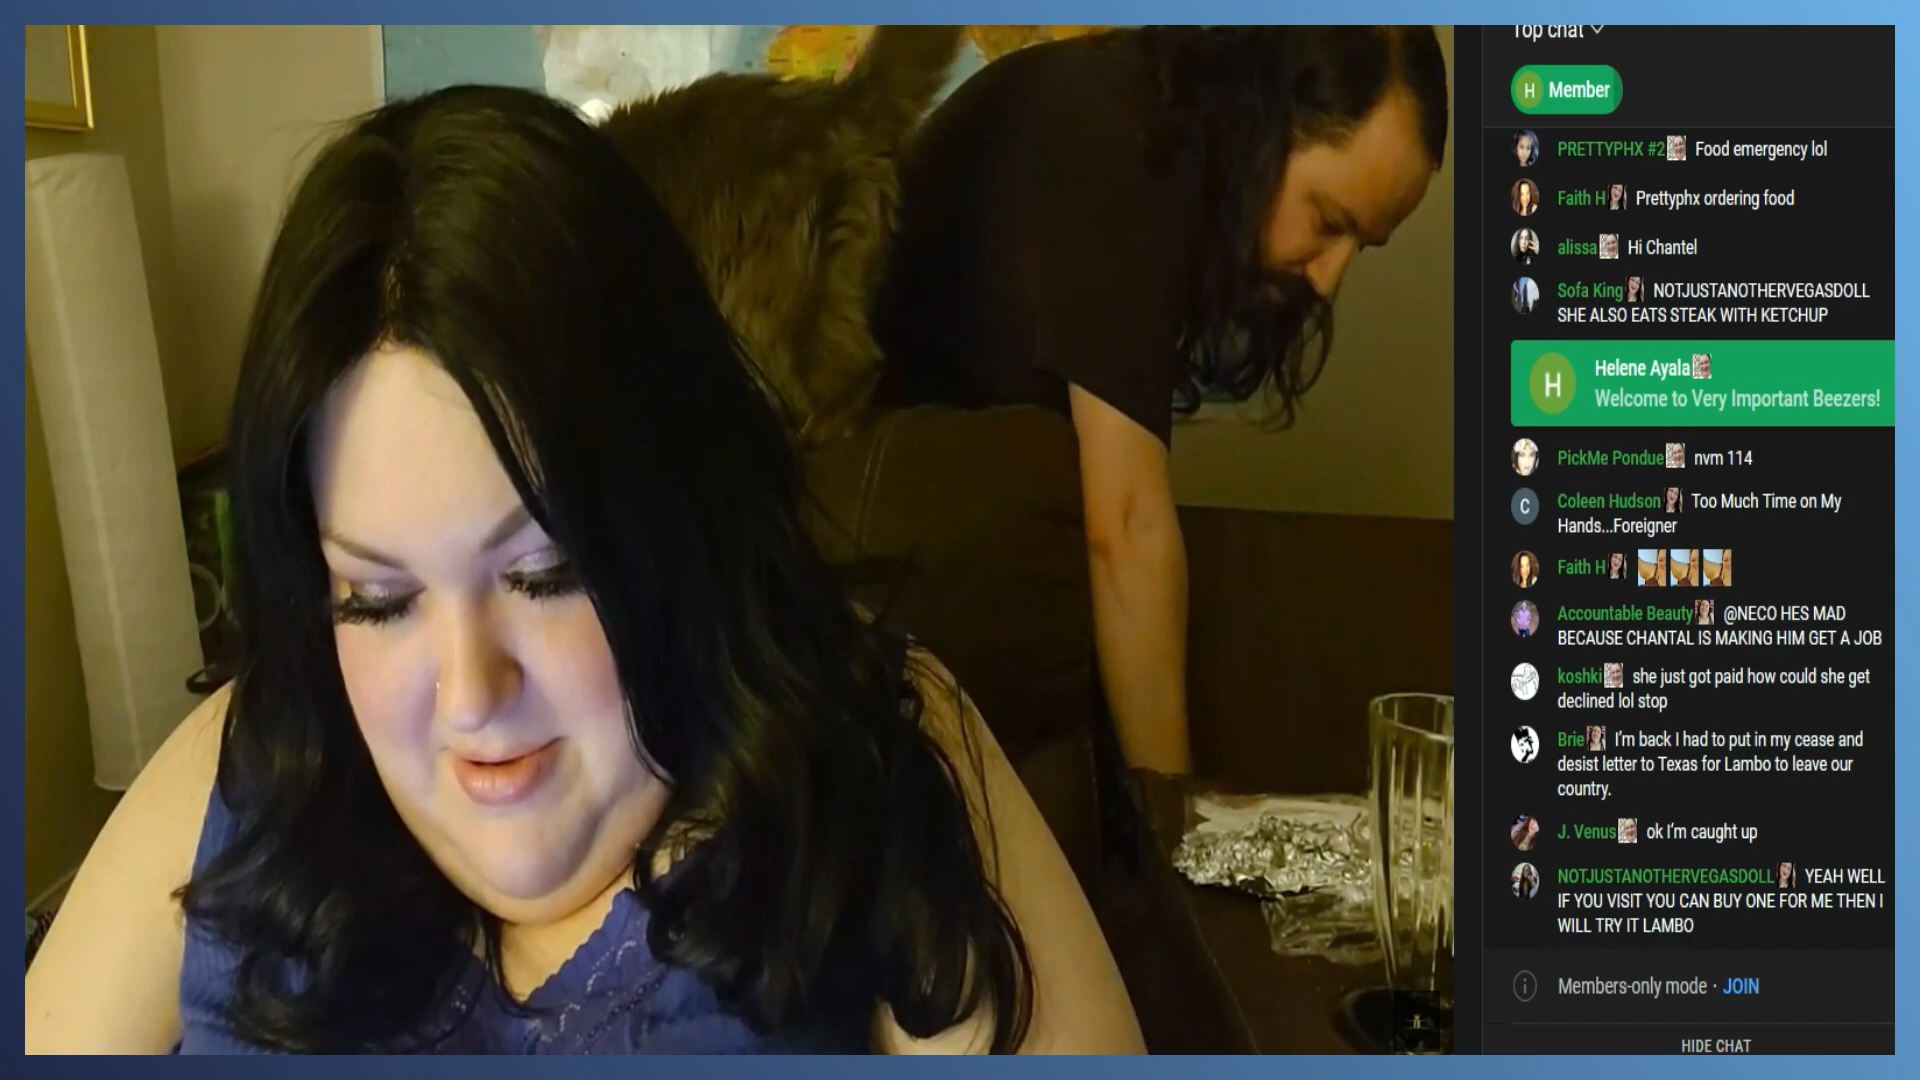 Top chat
H Member
PRETTYPHX #2 Food emergency lol
Faith H Prettyphx ordering food
alissa Hi Chantel
Sofa King NOTJUSTANOTHERVEGASDOLL
SHE ALSO EATS STEAK WITH KETCHUP
H
Helene Ayala
Welcome to Very Important Beezers!
PickMe Pondue nvm 114
C
Coleen Hudson Too Much Time on My
Hands...Foreigner
Faith H
Accountable Beauty @NECO HES MAD
BECAUSE CHANTAL IS MAKING HIM GET A JOB
koshki she just got paid how could she get
declined lol stop
Brie I'm back I had to put in my cease and
desist letter to Texas for Lambo to leave our
country.
J. Venus ok I'm caught up
NOTJUSTANOTHERVEGASDOLL YEAH WELL
IF YOU VISIT YOU CAN BUY ONE FOR ME THEN I
WILL TRY IT LAMBO
Members-only mode · JOIN
HIDE CHAT